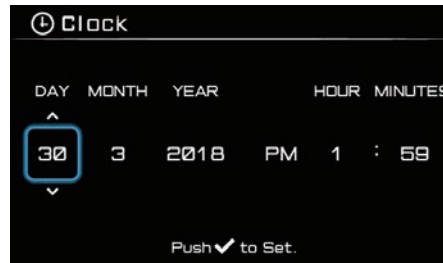 Clock
DAY MONTH YEAR HOUR MINUTES
30 3 2018 PM 1 : 59
Push ✓ to Set.